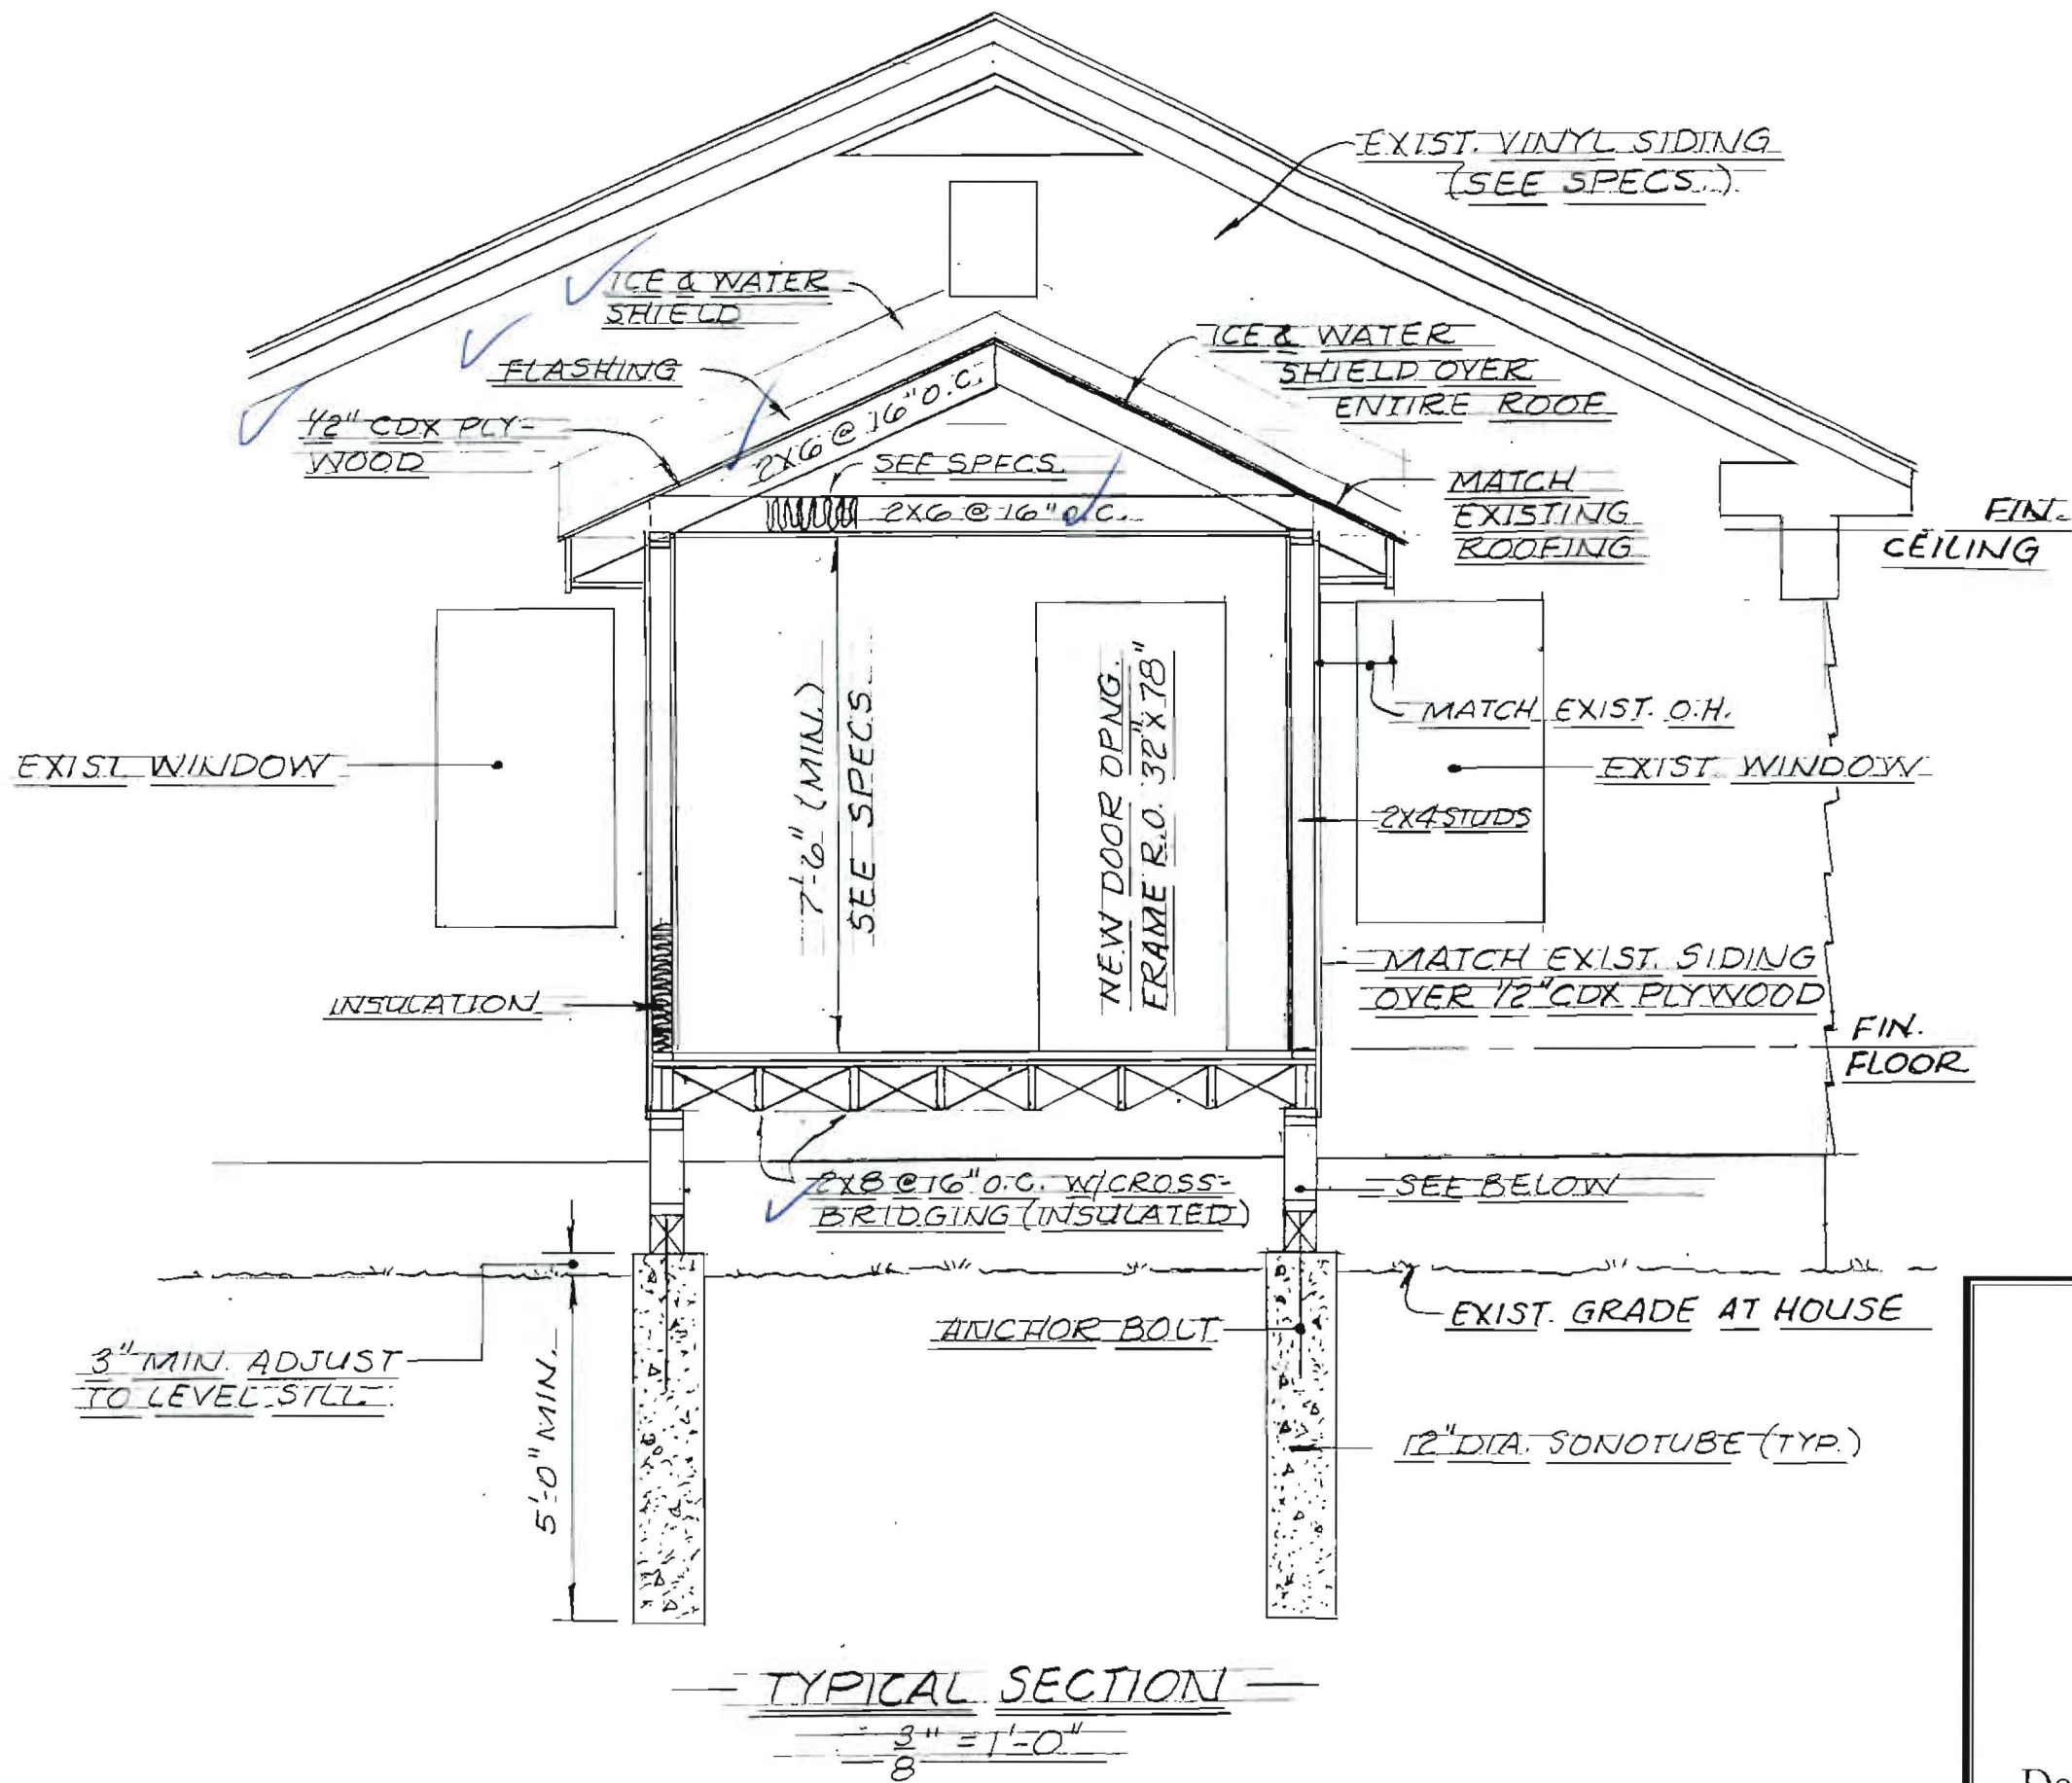 EXIST. VINYL SIDING
(SEE SPECS.)
ICE & WATER
SHIELD
FLASHING
1/2" CDX PLY-
WOOD
2X6 @ 16" O.C.
ICE & WATER
SHIELD OVER
ENTIRE ROOF
SEE SPECS.
2X6 @ 16" O.C.
MATCH
EXISTING
ROOFING
FIN.
CEILING
7'-6" (MIN.)
SEE SPECS.
NEW DOOR OPNG.
FRAME R.O. 32"X78"
MATCH EXIST. O.H.
EXIST. WINDOW
EXIST. WINDOW
2X4 STUDS
INSULATION
MATCH EXIST. SIDING
OVER 1/2" CDX PLYWOOD
FIN.
FLOOR
2X8 @ 16" O.C. W/CROSS-
BRIDGING (INSULATED)
SEE BELOW
EXIST. GRADE AT HOUSE
ANCHOR BOLT
3" MIN. ADJUST
TO LEVEL SILL.
5'-0" MIN.
12" DIA. SONOTUBE (TYP.)
TYPICAL SECTION
3/8" = 1'-0"